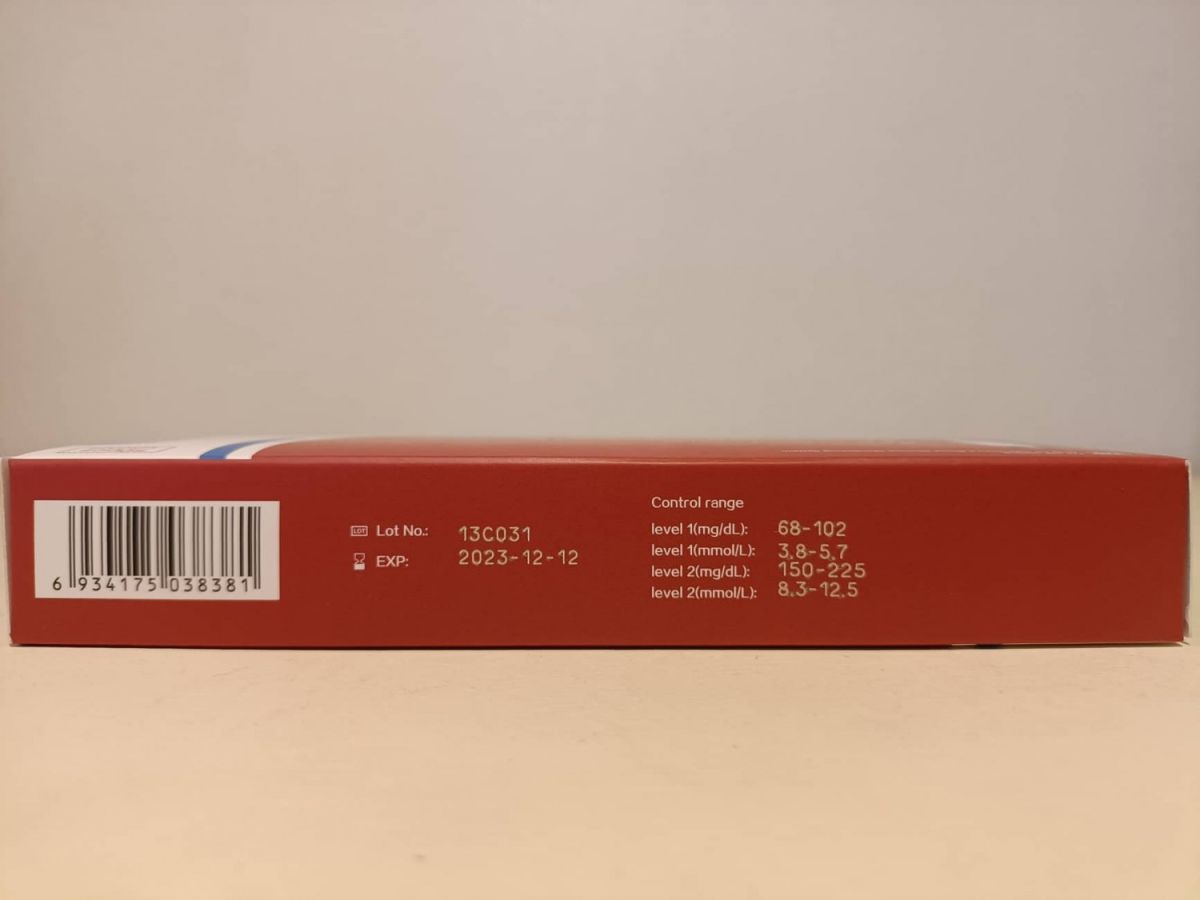 6 934175 038381
LOT Lot No.: 13C031
EXP: 2023-12-12
Control range
level 1(mg/dL): 68-102
level 1(mmol/L): 3.8-5.7
level 2(mg/dL): 150-225
level 2(mmol/L): 8.3-12.5